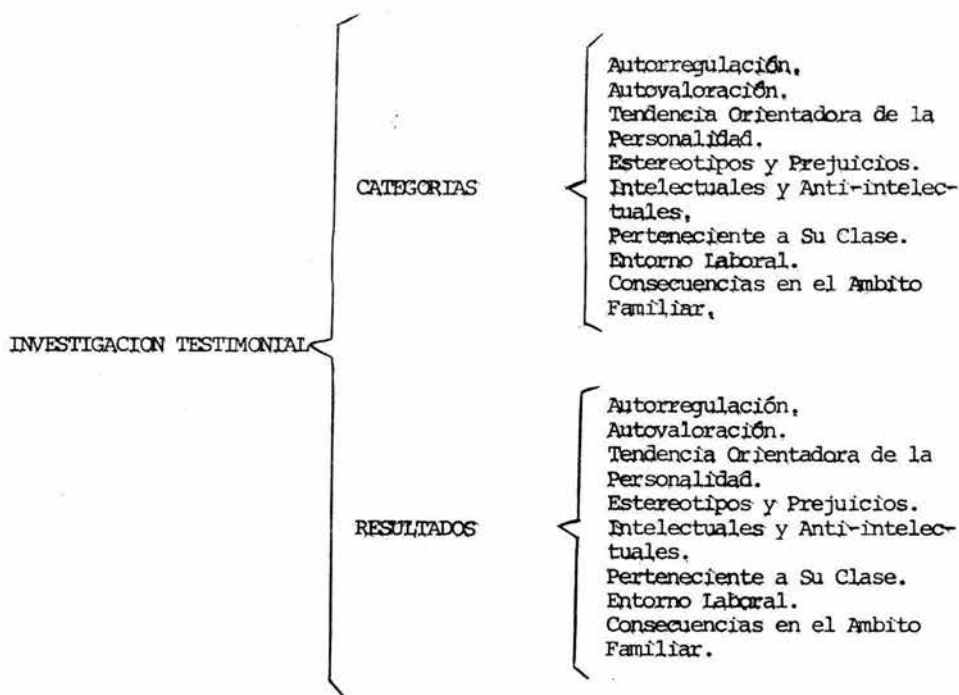 INVESTIGACION TESTIMONIAL
CATEGORIAS
Autorregulación,
Autovaloración.
Tendencia Orientadora de la
Personalidad.
Estereotipos y Prejuicios.
Intelectuales y Anti-intelec-
tuales,
Perteneciente a Su Clase.
Entorno Laboral.
Consecuencias en el Ambito
Familiar,
RESULTADOS
Autorregulación,
Autovaloración.
Tendencia Orientadora de la
Personalidad.
Estereotipos y Prejuicios.
Intelectuales y Anti-intelec-
tuales.
Perteneciente a Su Clase.
Entorno Laboral.
Consecuencias en el Ambito
Familiar.